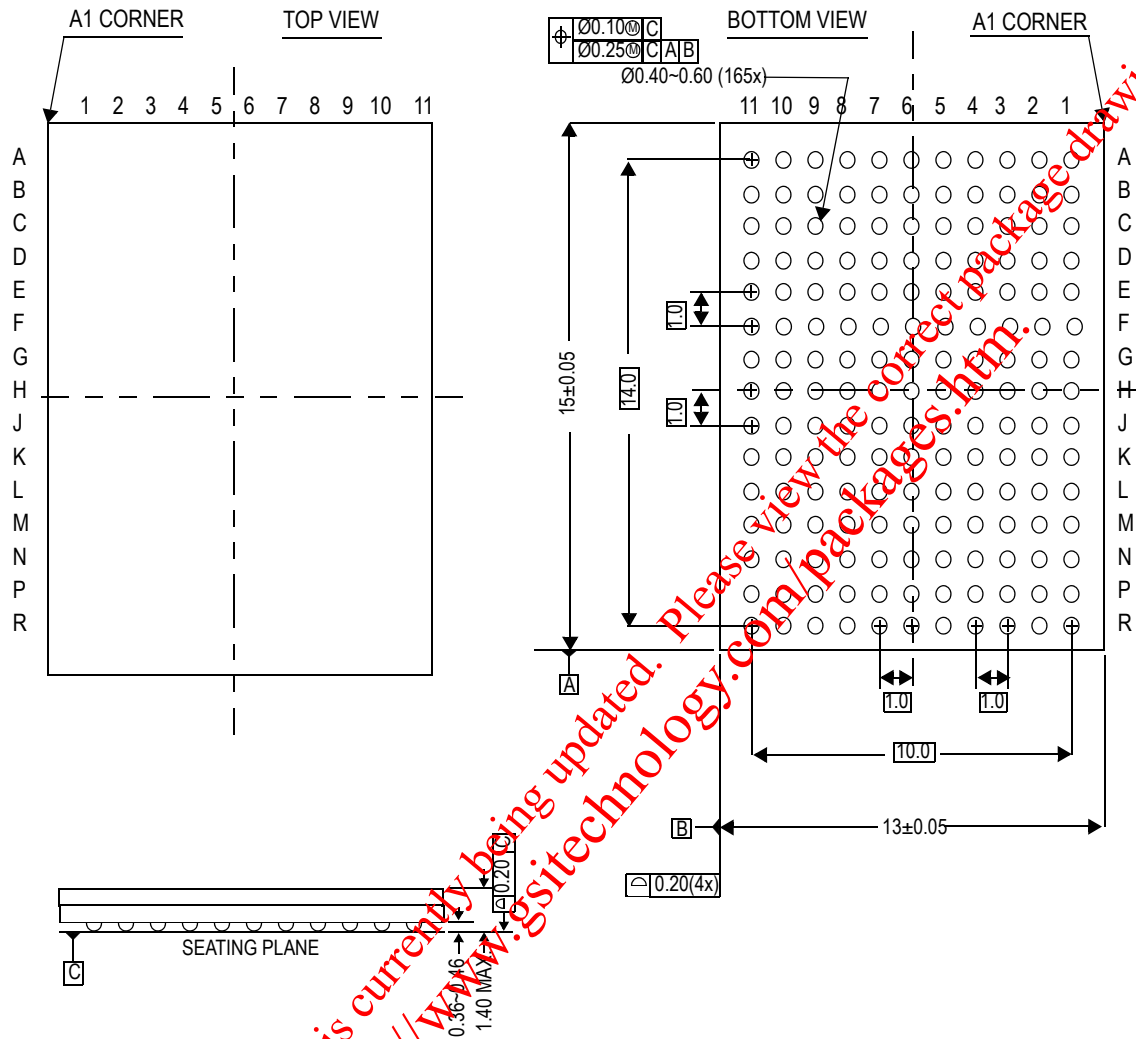 A1 CORNER
TOP VIEW
BOTTOM VIEW
A1 CORNER
Ø0.10Ⓜ C
Ø0.25Ⓜ C A B
Ø0.40~0.60 (165x)
1 2 3 4 5 6 7 8 9 10 11
11 10 9 8 7 6 5 4 3 2 1
A
B
C
D
E
F
G
H
J
K
L
M
N
P
R
A
B
C
D
E
F
G
H
J
K
L
M
N
P
R
15±0.05
14.0
1.0
1.0
A
1.0
1.0
10.0
B
13±0.05
0.20(4x)
0.20 C
SEATING PLANE
C
0.36~0.46
1.40 MAX.
is currently being updated. Please view the correct package drawi
//www.gsitechnology.com/packages.htm.